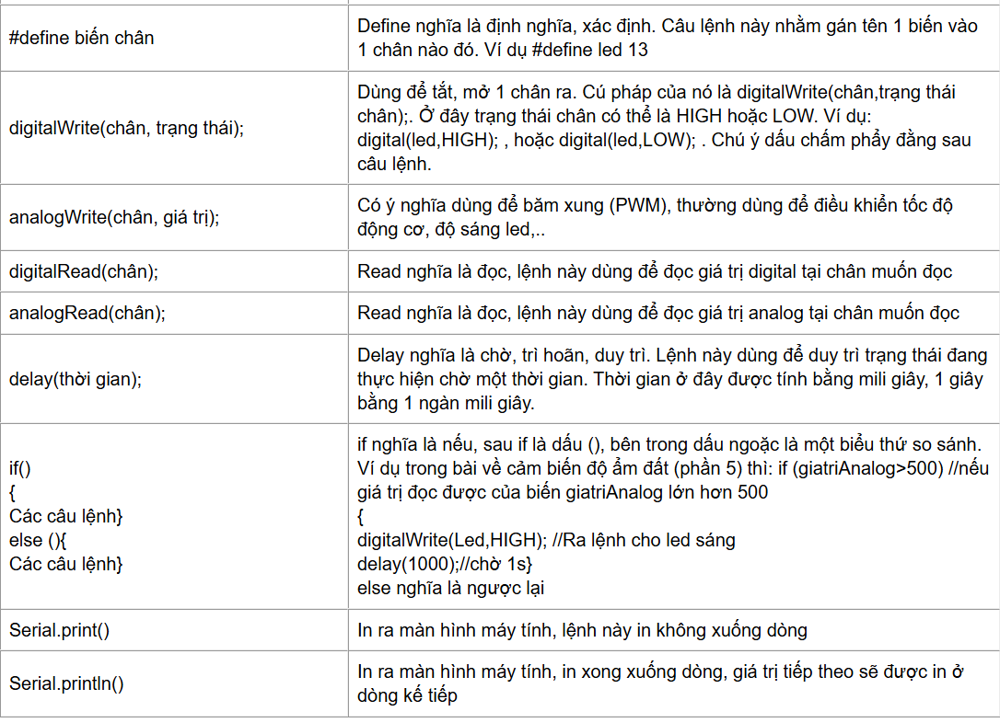 #define biến chân
Define nghĩa là định nghĩa, xác định. Câu lệnh này nhằm gán tên 1 biến vào
1 chân nào đó. Ví dụ #define led 13
digitalWrite(chân, trạng thái);
Dùng để tắt, mở 1 chân ra. Cú pháp của nó là digitalWrite(chân,trạng thái
chân);. Ở đây trạng thái chân có thể là HIGH hoặc LOW. Ví dụ:
digital(led,HIGH); , hoặc digital(led,LOW); . Chú ý dấu chấm phẩy đằng sau
câu lệnh.
analogWrite(chân, giá trị);
Có ý nghĩa dùng để băm xung (PWM), thường dùng để điều khiển tốc độ
động cơ, độ sáng led,..
digitalRead(chân);
Read nghĩa là đọc, lệnh này dùng để đọc giá trị digital tại chân muốn đọc
analogRead(chân);
Read nghĩa là đọc, lệnh này dùng để đọc giá trị analog tại chân muốn đọc
delay(thời gian);
Delay nghĩa là chờ, trì hoãn, duy trì. Lệnh này dùng để duy trì trạng thái đang
thực hiện chờ một thời gian. Thời gian ở đây được tính bằng mili giây, 1 giây
bằng 1 ngàn mili giây.
if()
{
Các câu lệnh}
else (){
Các câu lệnh}
if nghĩa là nếu, sau if là dấu (), bên trong dấu ngoặc là một biểu thứ so sánh.
Ví dụ trong bài về cảm biến độ ẩm đất (phần 5) thì: if (giatriAnalog>500) //nếu
giá trị đọc được của biến giatriAnalog lớn hơn 500
{
digitalWrite(Led,HIGH); //Ra lệnh cho led sáng
delay(1000);//chờ 1s}
else nghĩa là ngược lại
Serial.print()
In ra màn hình máy tính, lệnh này in không xuống dòng
Serial.println()
In ra màn hình máy tính, in xong xuống dòng, giá trị tiếp theo sẽ được in ở
dòng kế tiếp